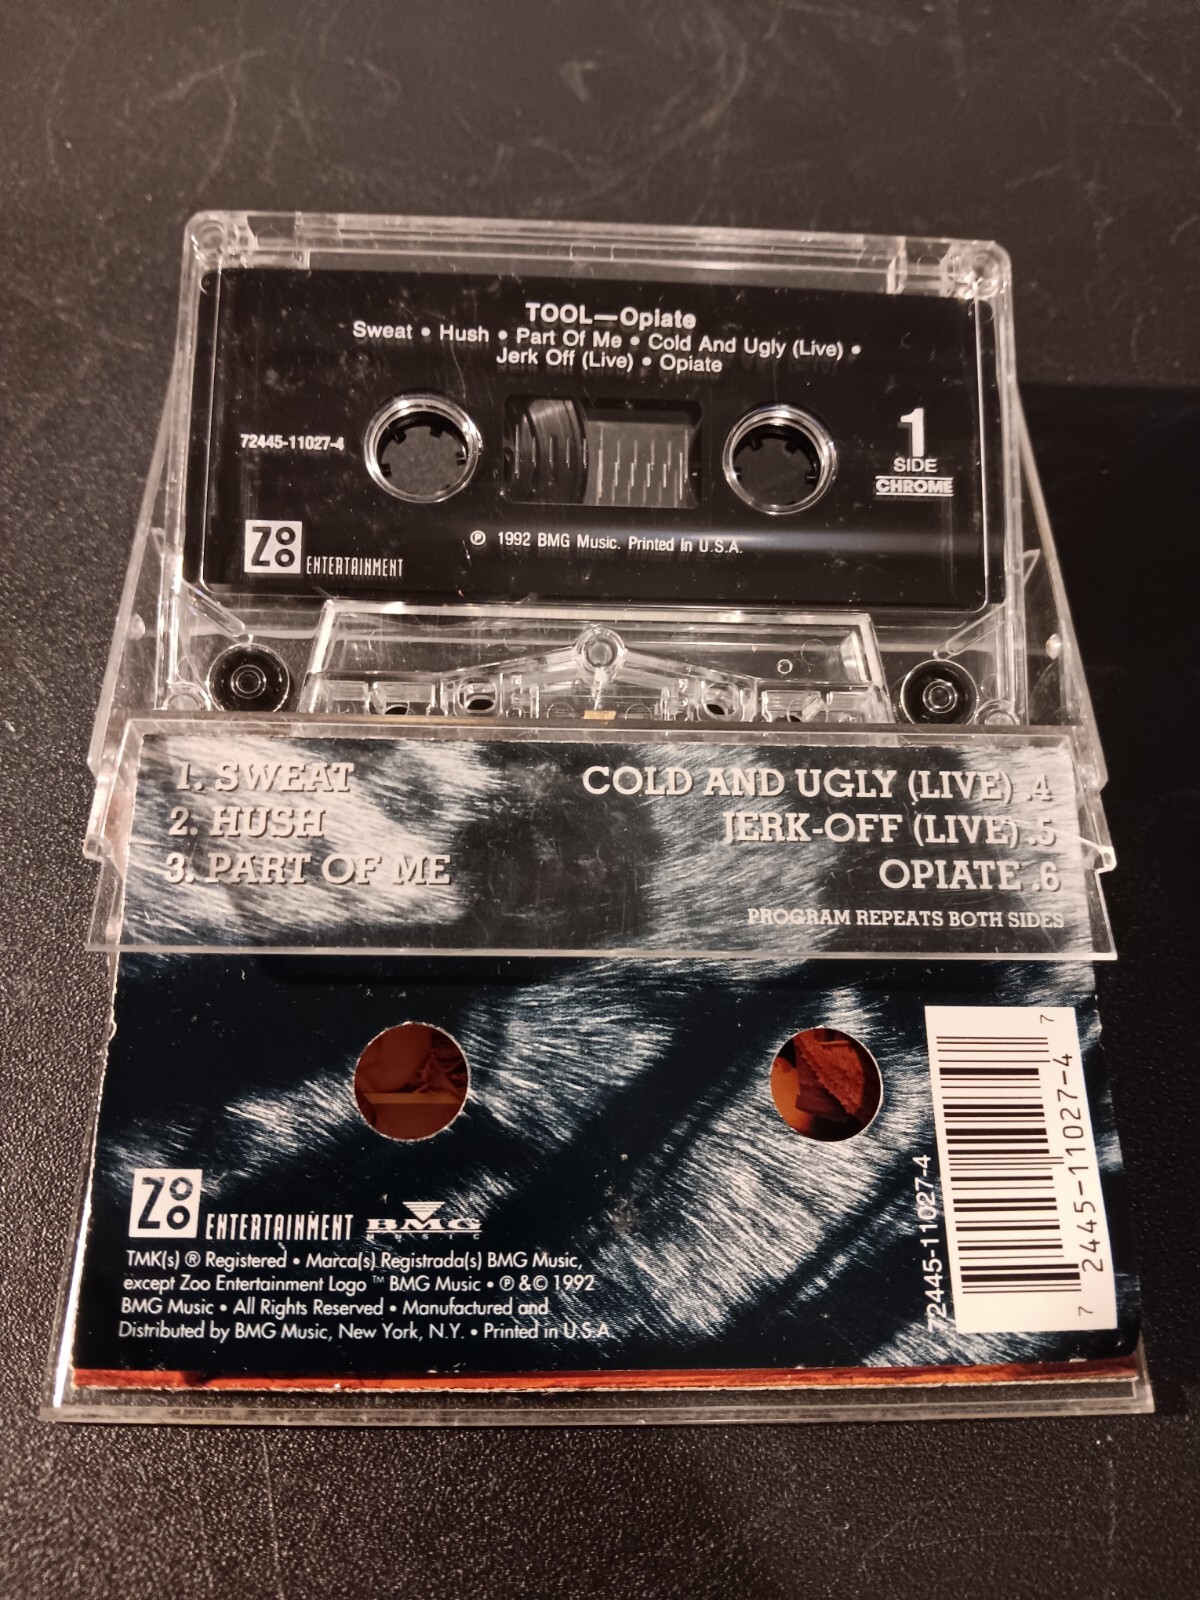 TOOL—Opiate
Sweat • Hush • Part Of Me • Cold And Ugly (Live) •
Jerk Off (Live) • Opiate
72445-11027-4
1
SIDE
CHROME
ZOO ENTERTAINMENT
℗ 1992 BMG Music. Printed in U.S.A.
1. SWEAT
2. HUSH
3. PART OF ME
COLD AND UGLY (LIVE) .4
JERK-OFF (LIVE) .5
OPIATE .6
PROGRAM REPEATS BOTH SIDES
ZOO ENTERTAINMENT
BMG
MUSIC
TMK(s) ® Registered • Marca(s) Registrada(s) BMG Music,
except Zoo Entertainment Logo ™ BMG Music • ℗ & © 1992
BMG Music • All Rights Reserved • Manufactured and
Distributed by BMG Music, New York, N.Y. • Printed in U.S.A.
72445-11027-4
7 2445-11027-4 7